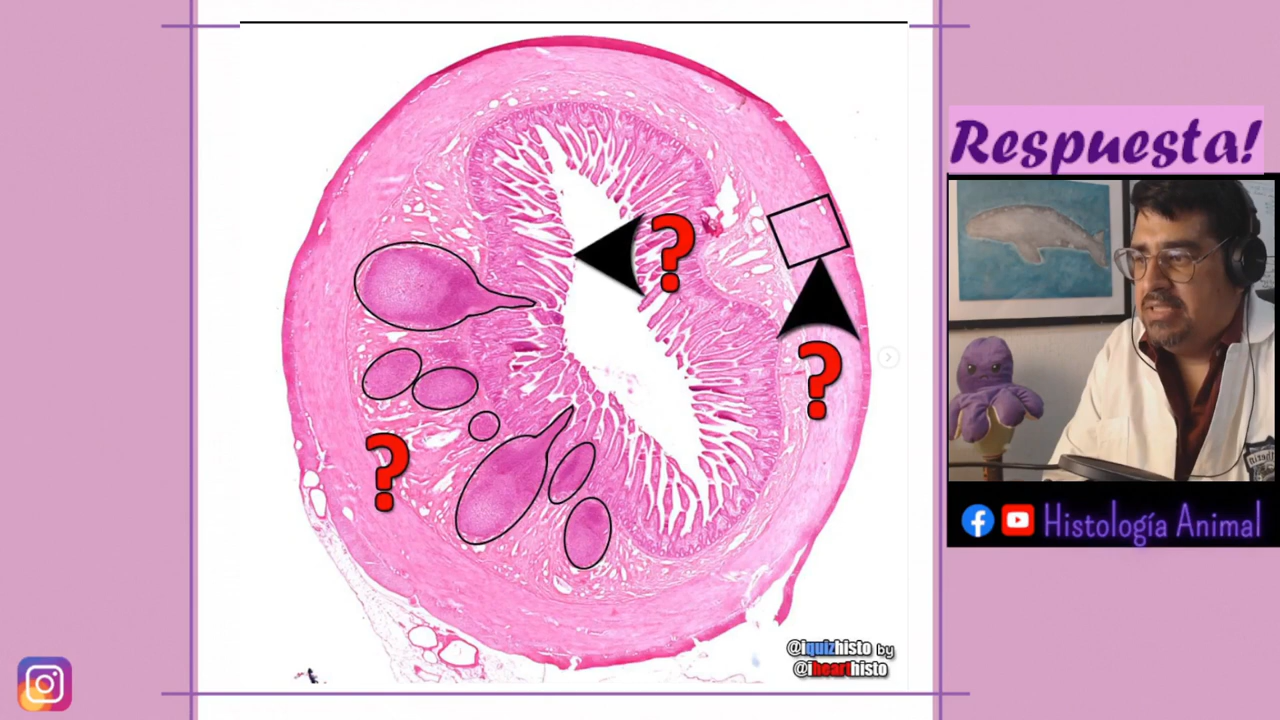 Respuesta!
?
?
?
Histología Animal
@iquizhisto by
@ihearthisto